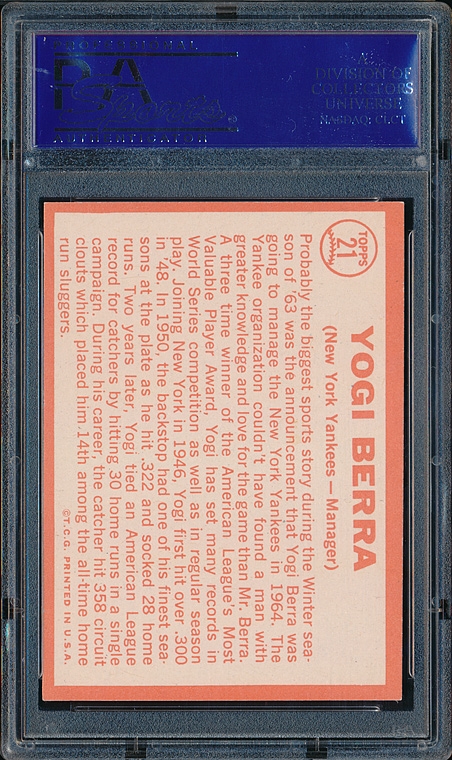 PROFESSIONAL
PSA
Sports
AUTHENTICATOR
A
DIVISION OF
COLLECTORS
UNIVERSE
NASDAQ: CLCT
TOPPS
21
YOGI BERRA
(New York Yankees—Manager)
Probably the biggest sports story during the Winter sea-
son of '63 was the announcement that Yogi Berra was
going to manage the New York Yankees in 1964. The
Yankee organization couldn't have found a man with
greater knowledge and love for the game than Mr. Berra.
A three time winner of the American League's Most
Valuable Player Award, Yogi has set many records in
World Series competition as well as in regular season
play. Joining New York in 1946, Yogi first hit over .300
in '48. In 1950, the backstop had one of his finest sea-
sons at the plate as he hit .322 and socked 28 home
runs. Two years later, Yogi tied an American League
record for catchers by hitting 30 home runs in a single
campaign. During his career, the catcher hit 358 circuit
clouts which placed him 14th among the all-time home
run sluggers.
©T.C.G. PRINTED IN U.S.A.